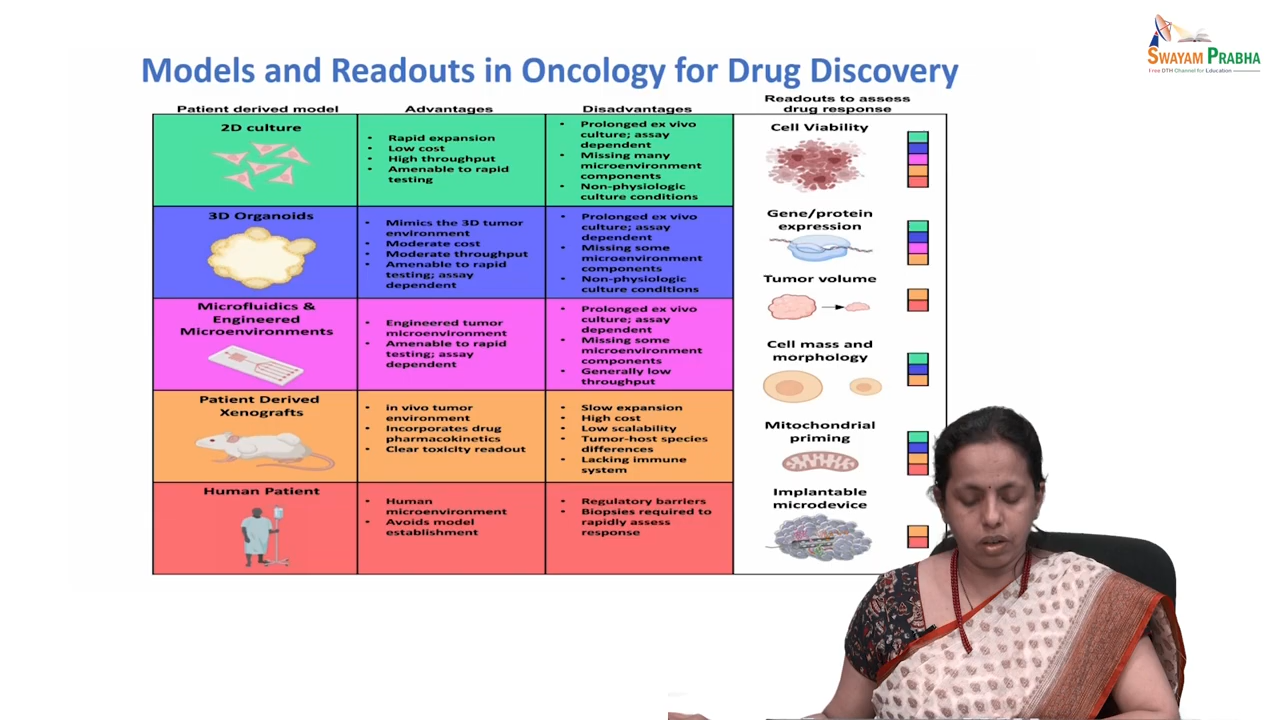 SWAYAM PRABHA
Free DTH Channel for Education
Models and Readouts in Oncology for Drug Discovery
Patient derived model
Advantages
Disadvantages
Readouts to assess
drug response
2D culture
• Rapid expansion
• Low cost
• High throughput
• Amenable to rapid
testing
• Prolonged ex vivo
culture; assay
dependent
• Missing many
microenvironment
components
• Non-physiologic
culture conditions
3D Organoids
• Mimics the 3D tumor
environment
• Moderate cost
• Moderate throughput
• Amenable to rapid
testing; assay
dependent
• Prolonged ex vivo
culture; assay
dependent
• Missing some
microenvironment
components
• Non-physiologic
culture conditions
Microfluidics &
Engineered
Microenvironments
• Engineered tumor
microenvironment
• Amenable to rapid
testing; assay
dependent
• Prolonged ex vivo
culture; assay
dependent
• Missing some
microenvironment
components
• Generally low
throughput
Patient Derived
Xenografts
• in vivo tumor
environment
• Incorporates drug
pharmacokinetics
• Clear toxicity readout
• Slow expansion
• High cost
• Low scalability
• Tumor-host species
differences
• Lacking immune
system
Human Patient
• Human
microenvironment
• Avoids model
establishment
• Regulatory barriers
• Biopsies required to
rapidly assess
response
Cell Viability
Gene/protein
expression
Tumor volume
Cell mass and
morphology
Mitochondrial
priming
Implantable
microdevice